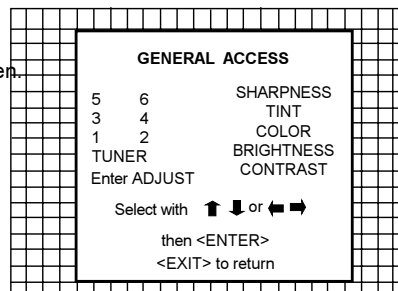 en.
GENERAL ACCESS
5 6
3 4
1 2
TUNER
Enter ADJUST
SHARPNESS
TINT
COLOR
BRIGHTNESS
CONTRAST
Select with ⬆ ⬇ or ⬅ ➡
then <ENTER>
<EXIT> to return